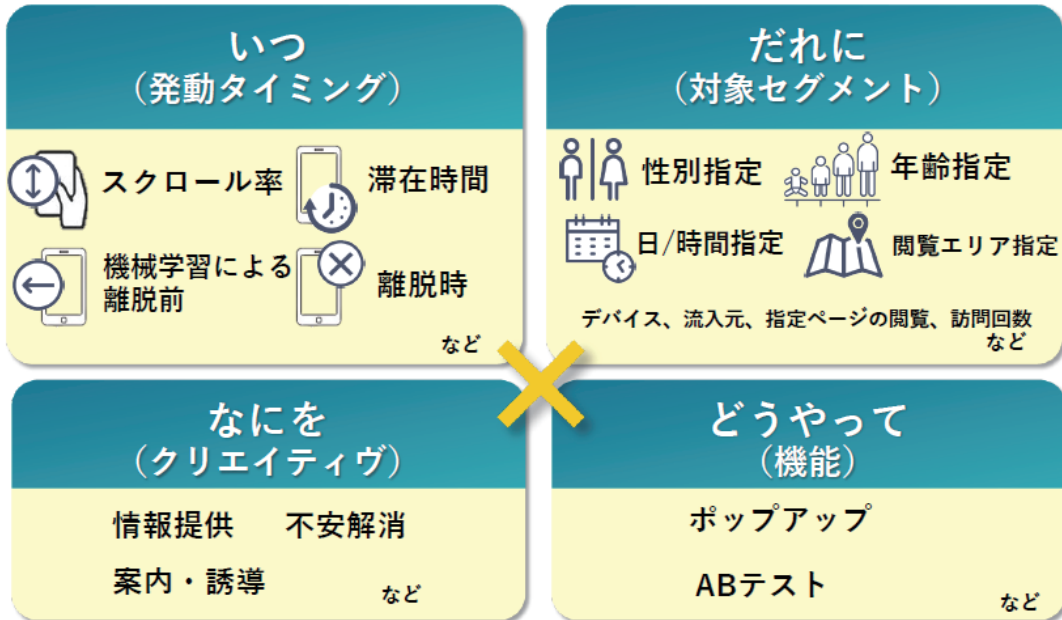 いつ
(発動タイミング)
スクロール率
滞在時間
機械学習による
離脱前
離脱時
など
だれに
(対象セグメント)
性別指定
年齢指定
日/時間指定
閲覧エリア指定
デバイス、流入元、指定ページの閲覧、訪問回数
など
なにを
(クリエイティヴ)
情報提供 不安解消
案内・誘導
など
どうやって
(機能)
ポップアップ
ABテスト
など